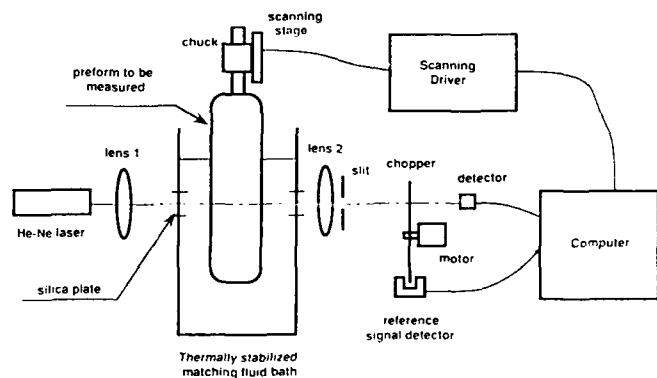 scanning
stage
chuck
preform to be
measured
Scanning
Driver
lens 1
lens 2
slit
chopper
detector
He-Ne laser
motor
Computer
silica plate
reference
signal detector
Thermally stabilized
matching fluid bath